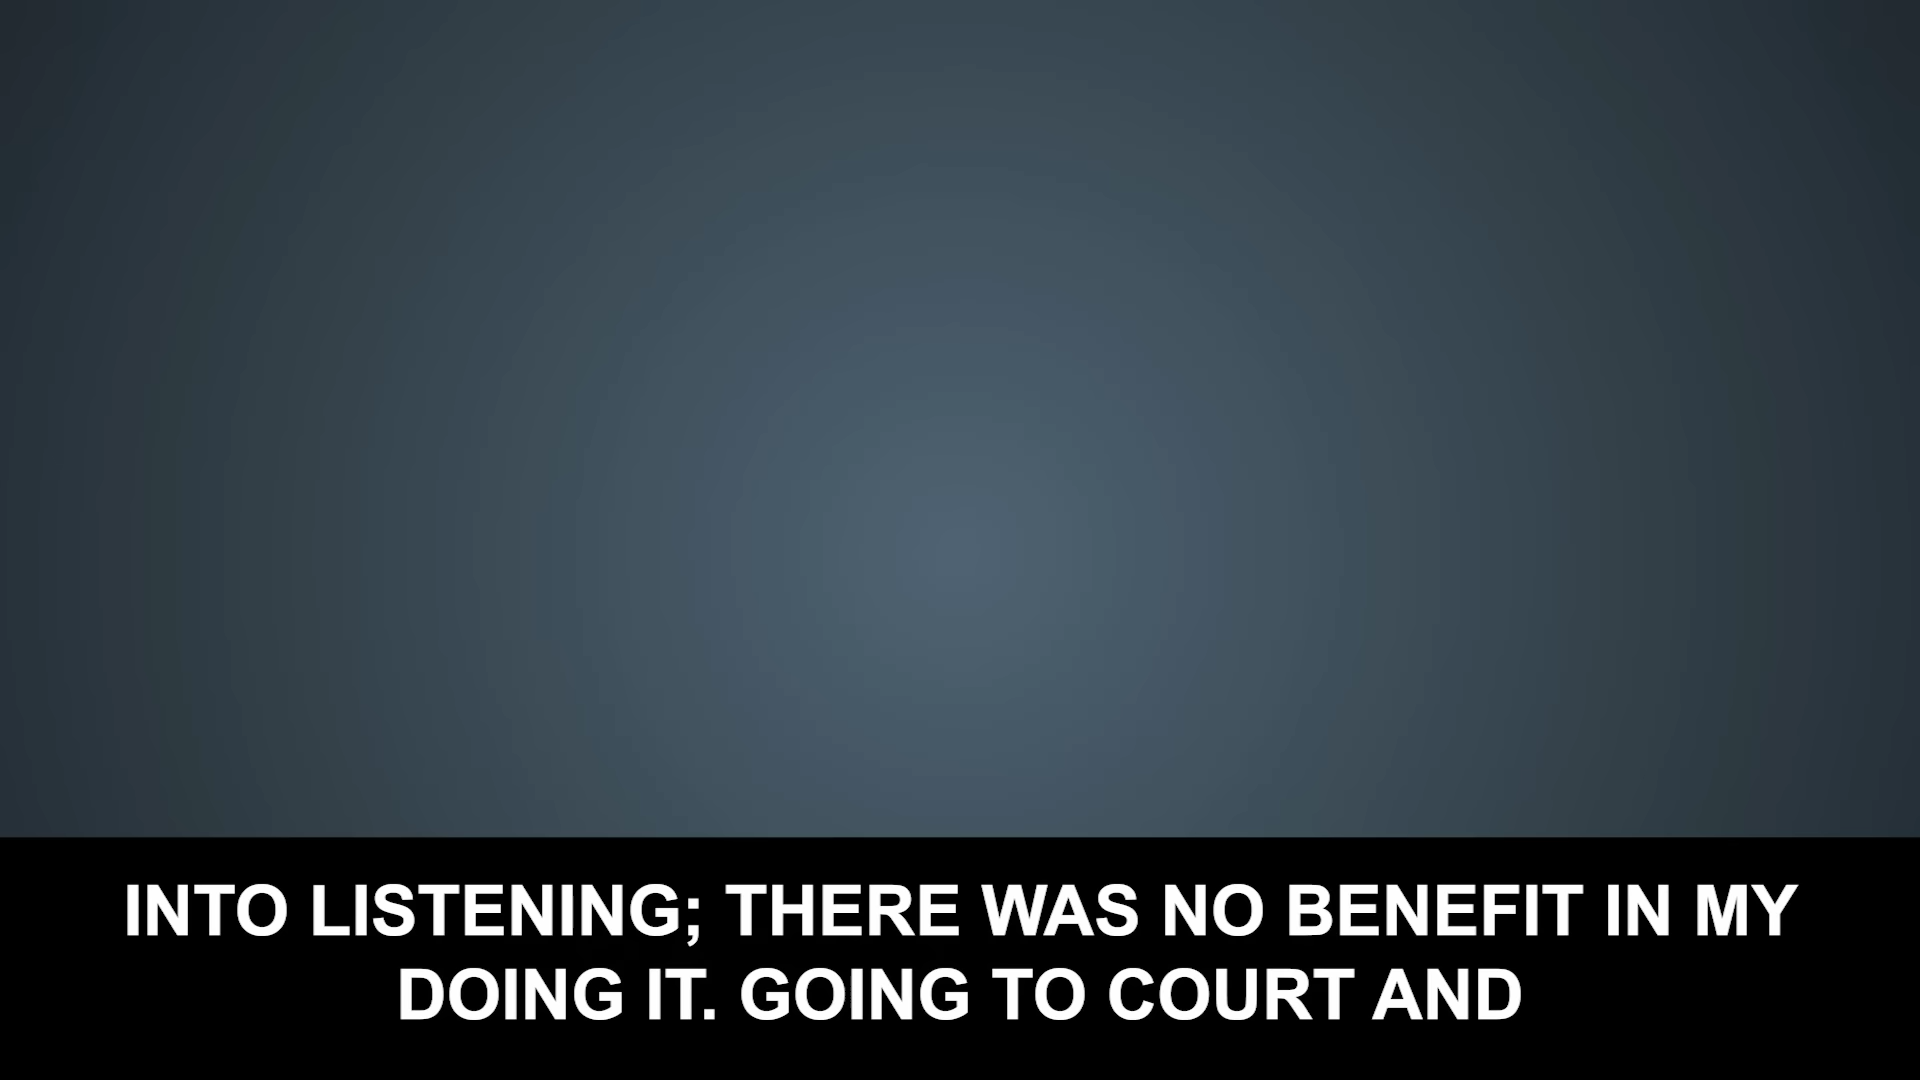 INTO LISTENING; THERE WAS NO BENEFIT IN MY
DOING IT. GOING TO COURT AND